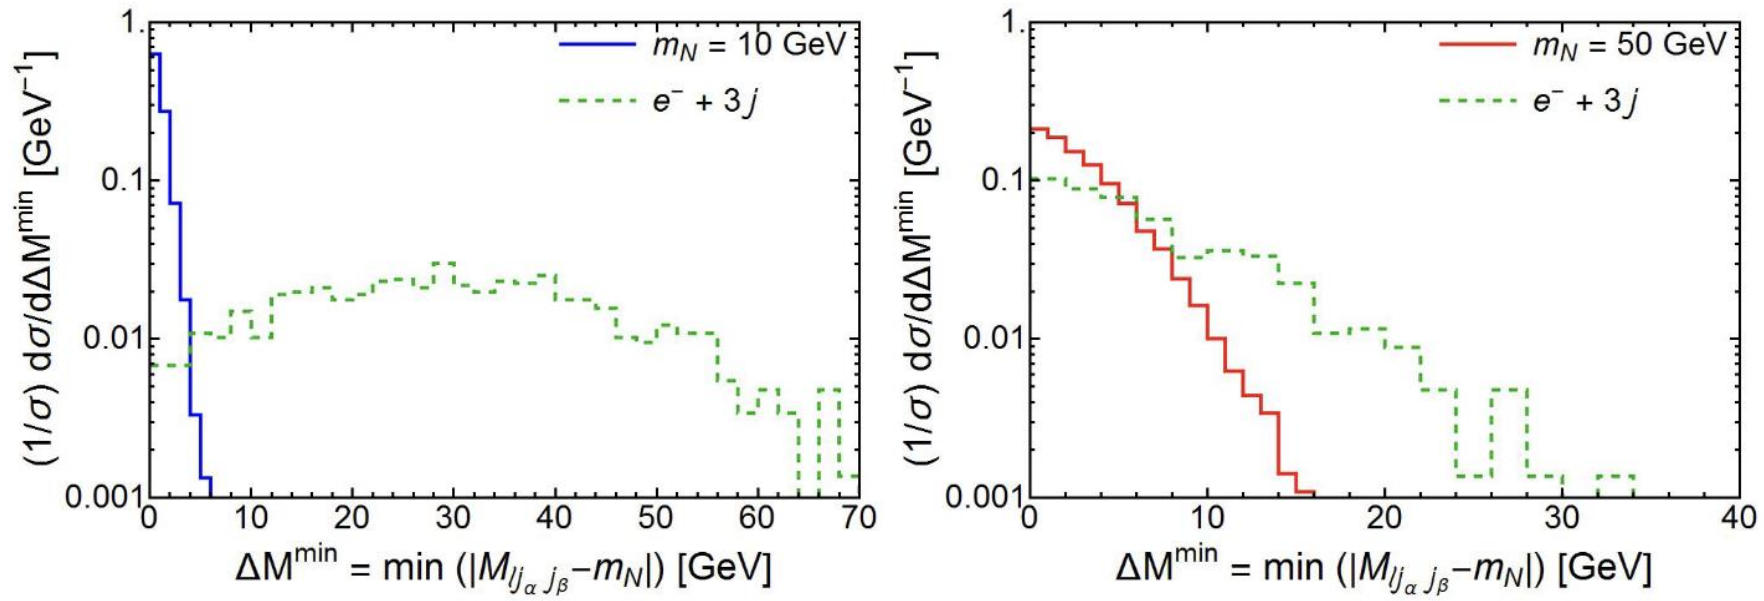 1.
0.1
0.01
0.001
0 10 20 30 40 50 60 70
(1/σ) dσ/dΔM^min [GeV⁻¹]
m_N = 10 GeV
e⁻ + 3 j
ΔM^min = min (|M_{lj_α j_β}−m_N|) [GeV]
1.
0.1
0.01
0.001
0 10 20 30 40
(1/σ) dσ/dΔM^min [GeV⁻¹]
m_N = 50 GeV
e⁻ + 3 j
ΔM^min = min (|M_{lj_α j_β}−m_N|) [GeV]